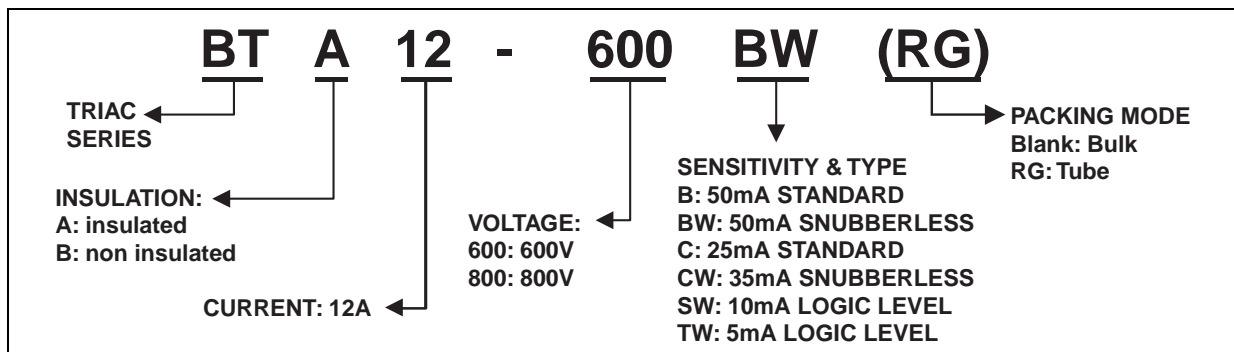 BT A 12 - 600 BW (RG)
TRIAC
SERIES
INSULATION:
A: insulated
B: non insulated
CURRENT: 12A
VOLTAGE:
600: 600V
800: 800V
SENSITIVITY & TYPE
B: 50mA STANDARD
BW: 50mA SNUBBERLESS
C: 25mA STANDARD
CW: 35mA SNUBBERLESS
SW: 10mA LOGIC LEVEL
TW: 5mA LOGIC LEVEL
PACKING MODE
Blank: Bulk
RG: Tube